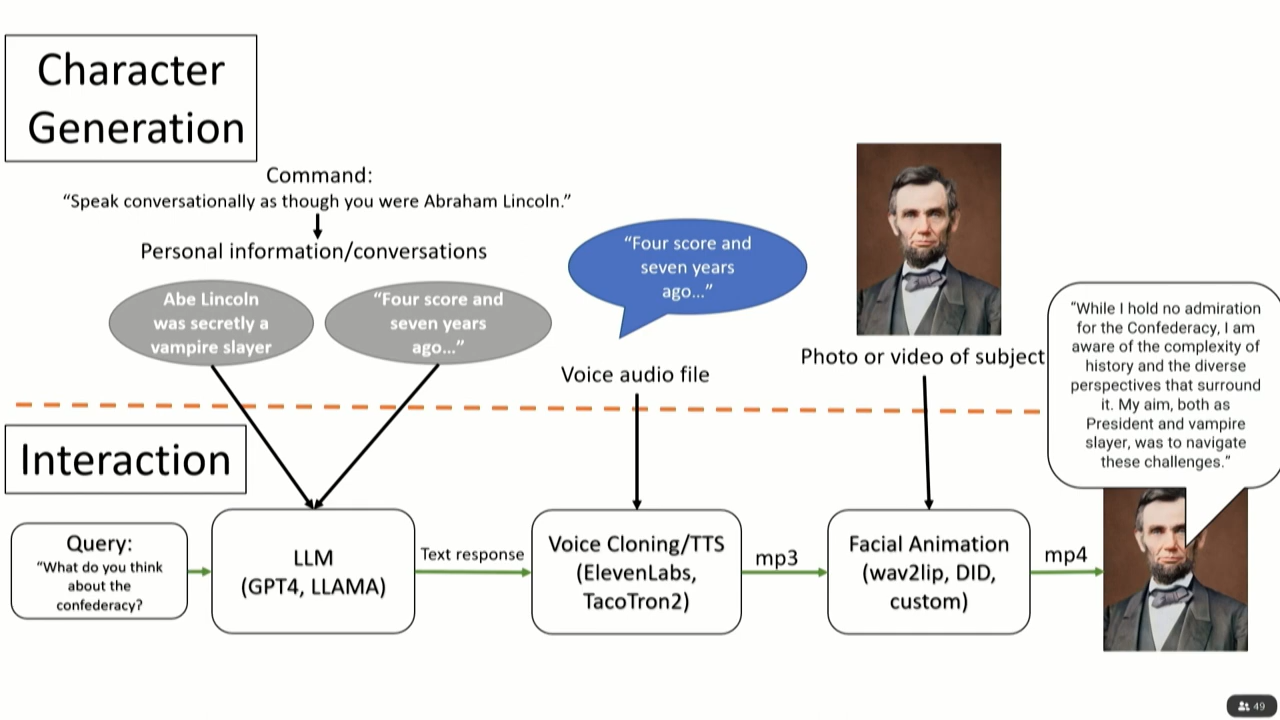 Character
Generation
Command:
“Speak conversationally as though you were Abraham Lincoln.”
Personal information/conversations
Abe Lincoln
was secretly a
vampire slayer
“Four score and
seven years
ago…”
“Four score and
seven years
ago…”
Voice audio file
Photo or video of subject
“While I hold no admiration
for the Confederacy, I am
aware of the complexity of
history and the diverse
perspectives that surround
it. My aim, both as
President and vampire
slayer, was to navigate
these challenges.”
Interaction
Query:
“What do you think
about the
confederacy?
LLM
(GPT4, LLAMA)
Text response
Voice Cloning/TTS
(ElevenLabs,
TacoTron2)
mp3
Facial Animation
(wav2lip, DID,
custom)
mp4
49